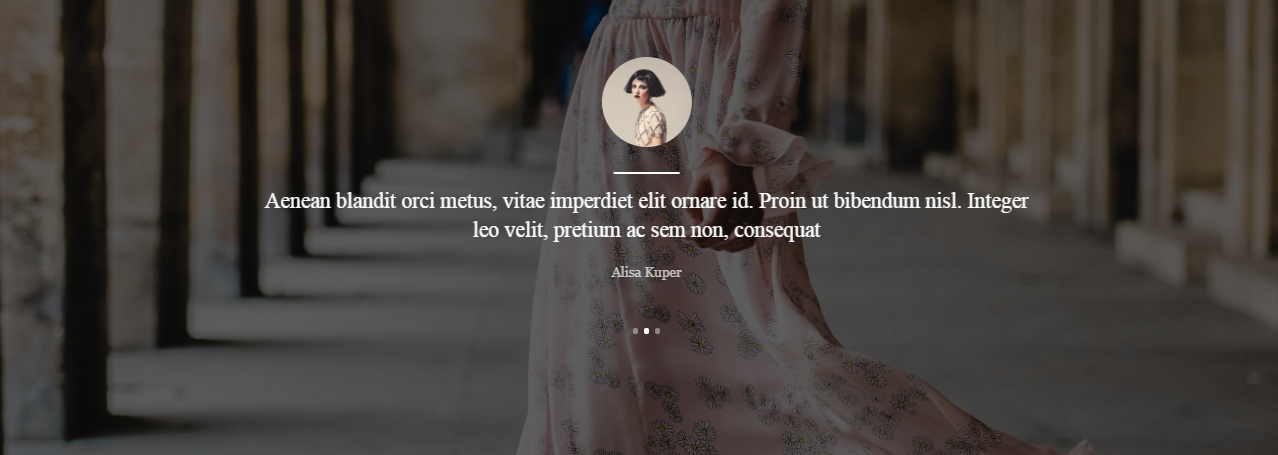 Aenean blandit orci metus, vitae imperdiet elit ornare id. Proin ut bibendum nisl. Integer
leo velit, pretium ac sem non, consequat
Alisa Kuper